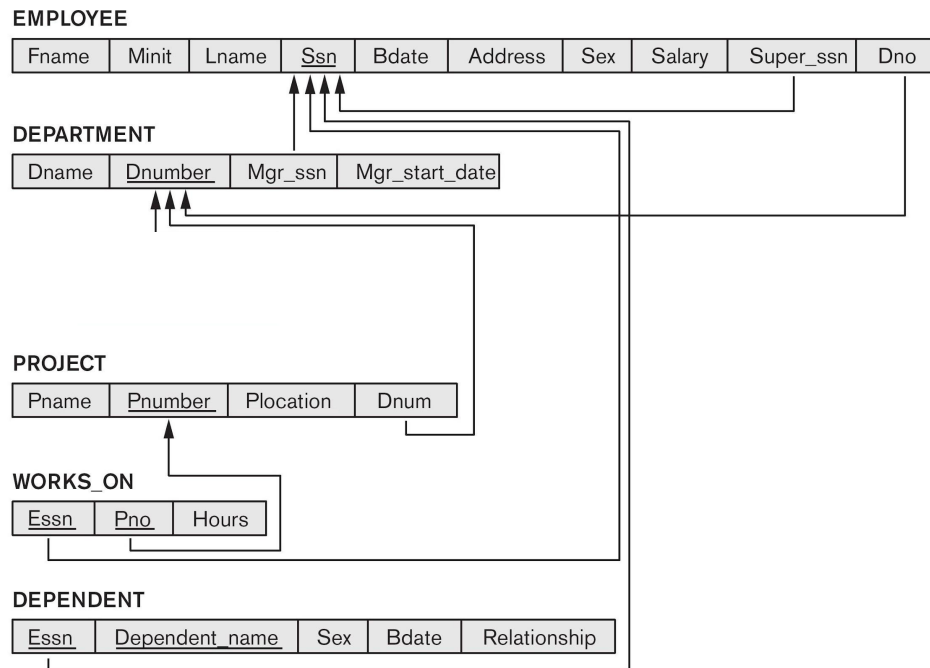 EMPLOYEE
Fname Minit Lname Ssn Bdate Address Sex Salary Super_ssn Dno
DEPARTMENT
Dname Dnumber Mgr_ssn Mgr_start_date
PROJECT
Pname Pnumber Plocation Dnum
WORKS_ON
Essn Pno Hours
DEPENDENT
Essn Dependent_name Sex Bdate Relationship